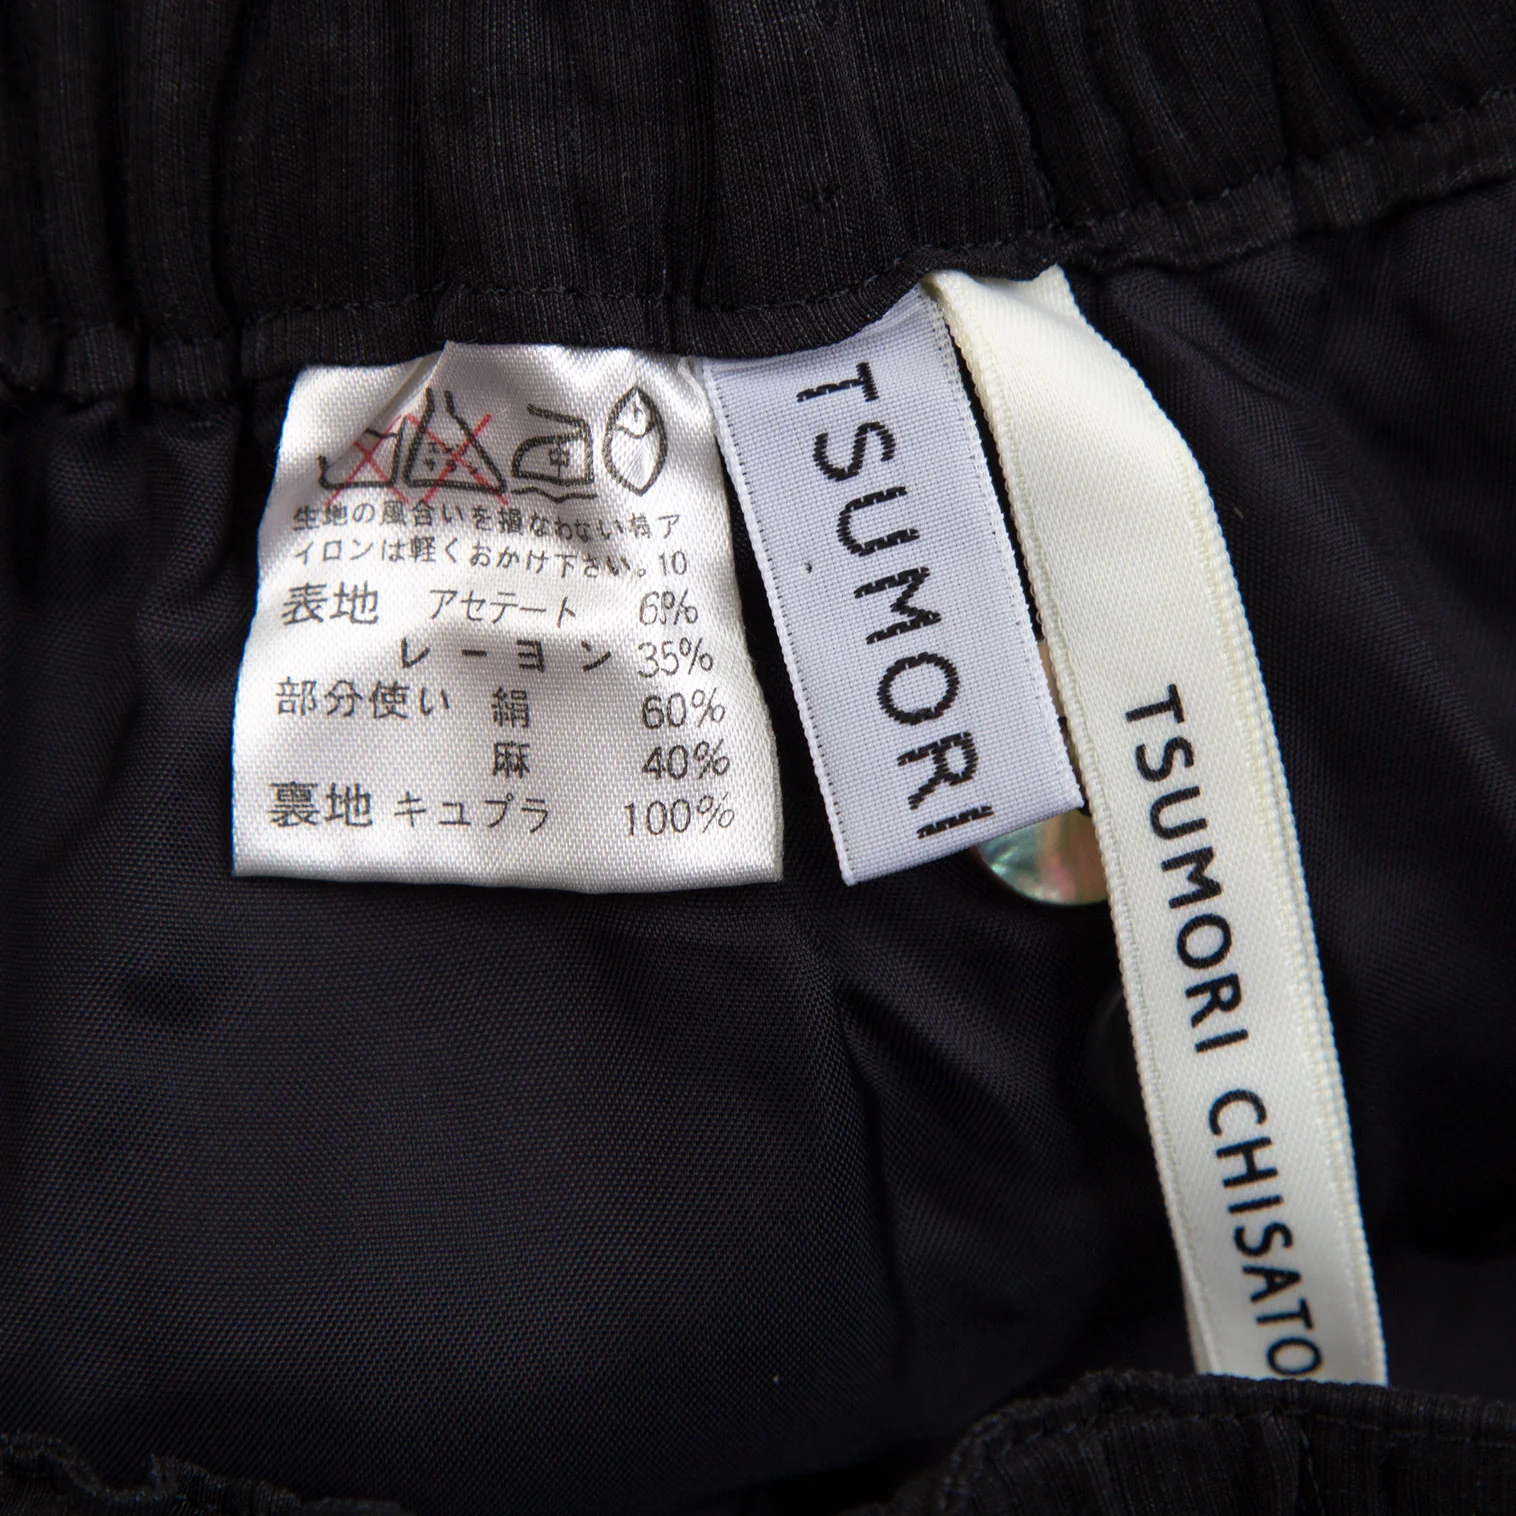 中
生地の風合いを損なわない様ア
イロンは軽くおかけ下さい。10
表地 アセテート
レーヨン 35%
部分使い 絹 60%
麻 40%
裏地 キュプラ 100%
TSUMORI
TSUMORI CHISATO